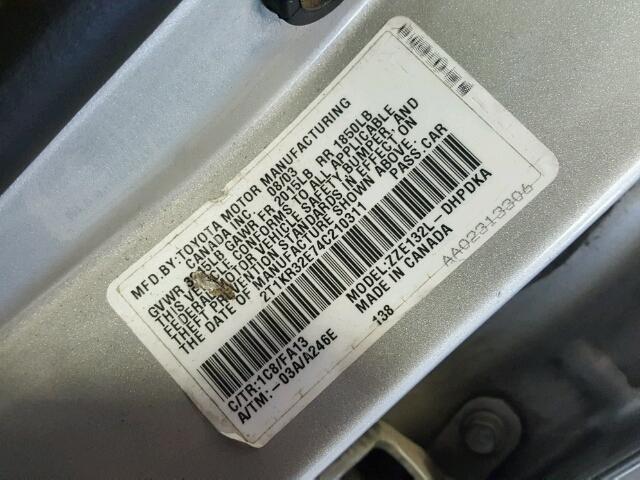 MFD.BY:TOYOTA MOTOR MANUFACTURING
CANADA INC. 08/03
GVWR LB GAWR FR 2015LB RR 1850LB
THIS VEHICLE CONFORMS TO ALL APPLICABLE
FEDERAL MOTOR VEHICLE SAFETY, BUMPER, AND
THEFT PREVENTION STANDARDS IN EFFECT ON
THE DATE OF MANUFACTURE SHOWN ABOVE.
2T1KR32E74C210311 PASS.CAR
C/TR:1C8/FA13 MODEL:ZZE132L-DHPDKA
A/TM:-03A/A246E MADE IN CANADA
138
AA02313306